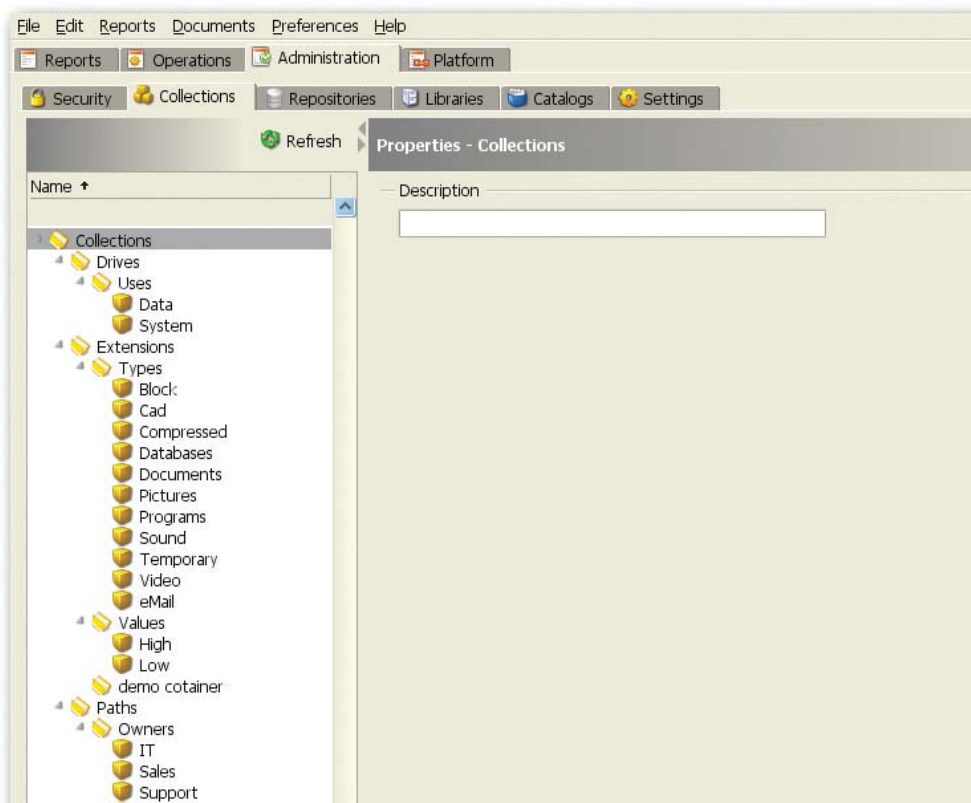 File Edit Reports Documents Preferences Help
Reports Operations Administration Platform
Security Collections Repositories Libraries Catalogs Settings
Refresh
Properties - Collections
Name
Description
Collections
Drives
Uses
Data
System
Extensions
Types
Block
Cad
Compressed
Databases
Documents
Pictures
Programs
Sound
Temporary
Video
eMail
Values
High
Low
demo cotainer
Paths
Owners
IT
Sales
Support